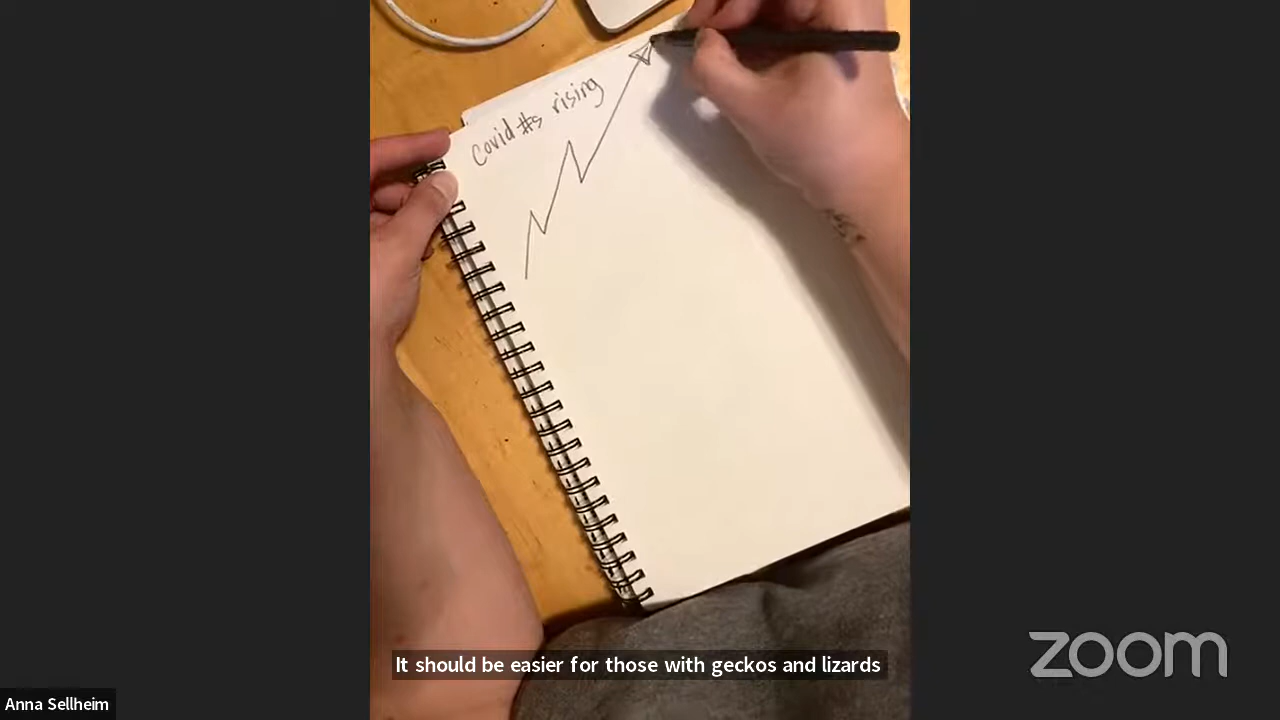 Covid #s rising
It should be easier for those with geckos and lizards
zoom
Anna Sellheim